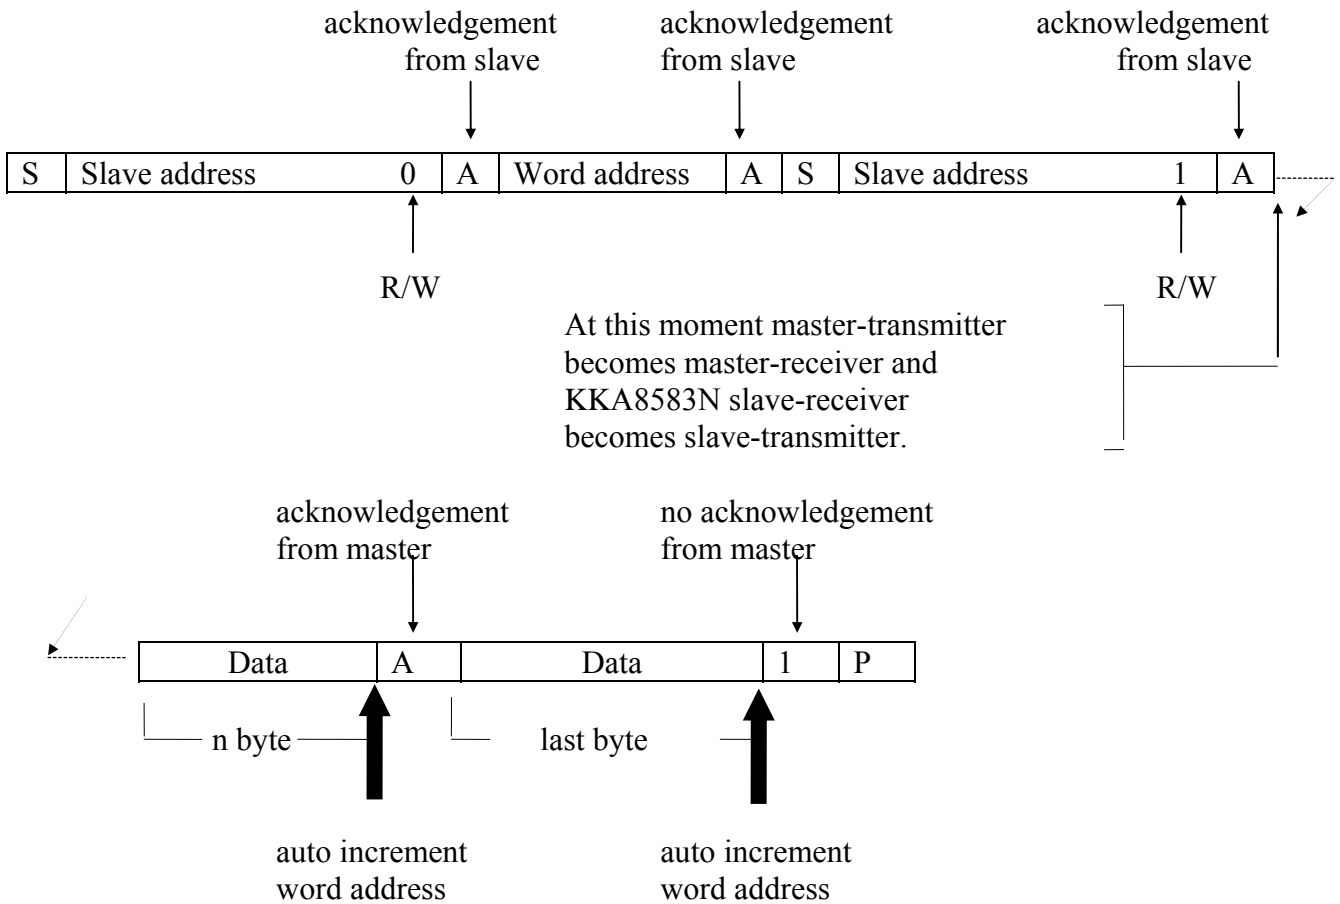 acknowledgement
from slave
acknowledgement
from slave
acknowledgement
from slave
S Slave address 0 A Word address A S Slave address 1 A
R/W
R/W
At this moment master-transmitter
becomes master-receiver and
KKA8583N slave-receiver
becomes slave-transmitter.
acknowledgement
from master
no acknowledgement
from master
Data A Data 1 P
n byte
last byte
auto increment
word address
auto increment
word address